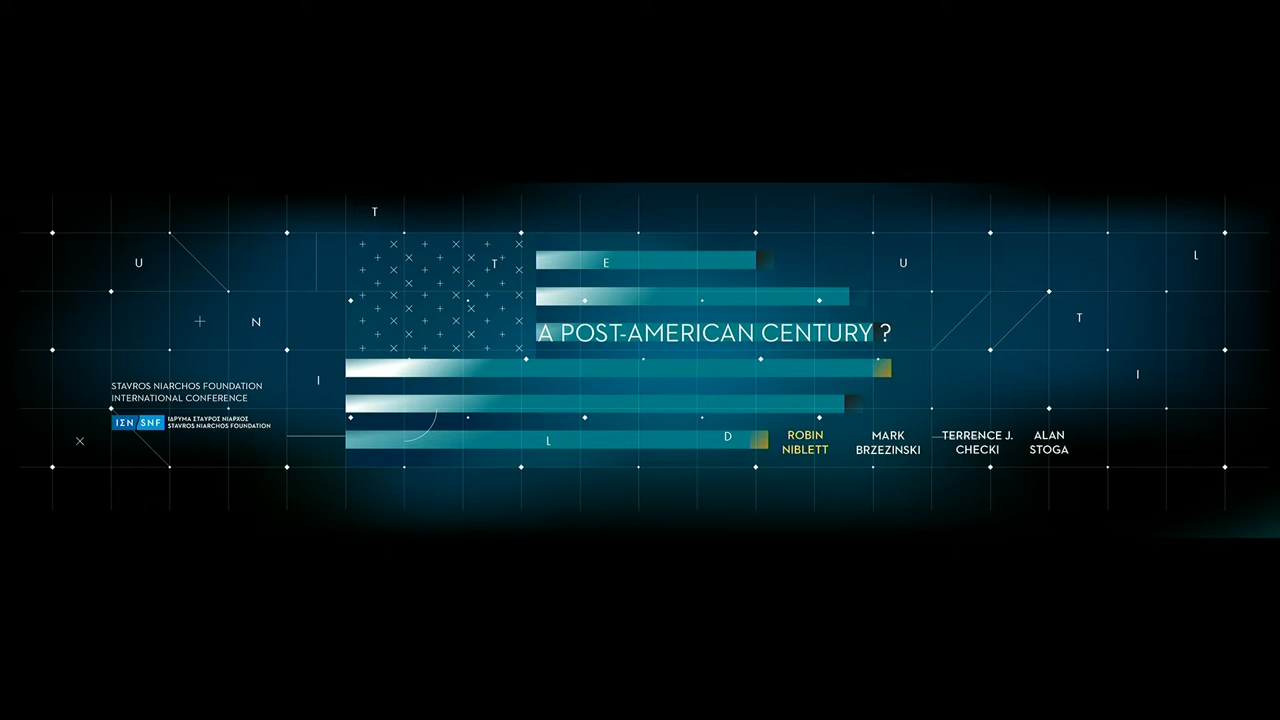 T
U
T
E
U
L
N
T
A POST-AMERICAN CENTURY ?
I
I
STAVROS NIARCHOS FOUNDATION
INTERNATIONAL CONFERENCE
ΙΣΝ/SNF
ΙΔΡΥΜΑ ΣΤΑΥΡΟΣ ΝΙΑΡΧΟΣ
STAVROS NIARCHOS FOUNDATION
L
D
ROBIN
NIBLETT
MARK
BRZEZINSKI
TERRENCE J.
CHECKI
ALAN
STOGA